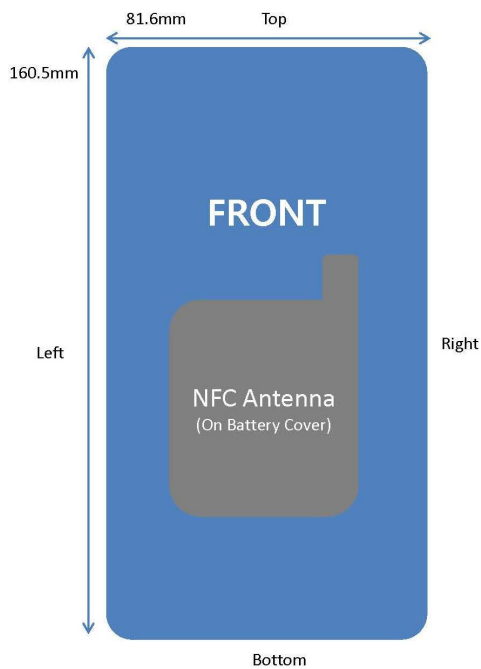 81.6mm
Top
160.5mm
FRONT
Left
Right
NFC Antenna
(On Battery Cover)
Bottom